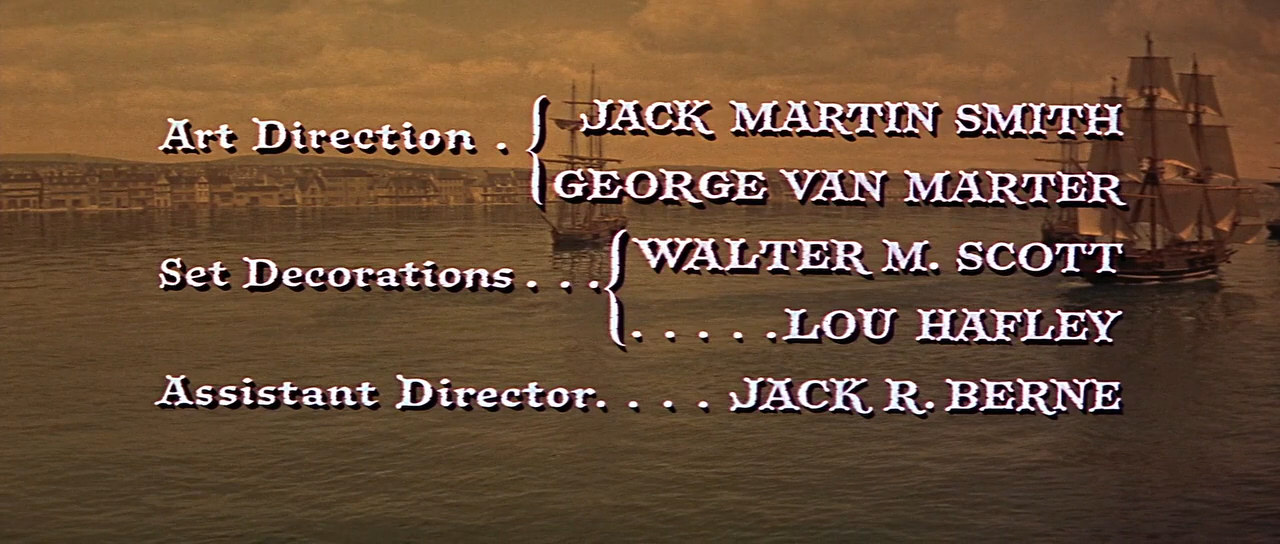 Art Direction . { JACK MARTIN SMITH
GEORGE VAN MARTER
Set Decorations . . . { WALTER M. SCOTT
. . . . . LOU HAFLEY
Assistant Director. . . . JACK R. BERNE